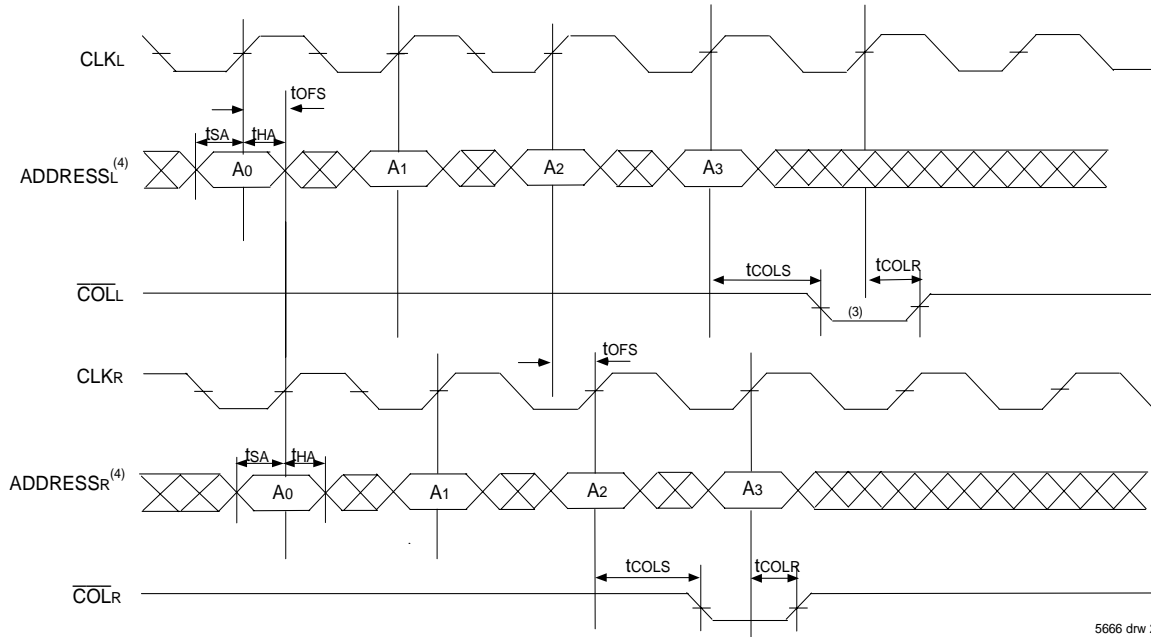 CLKL
tOFS
tSA tHA
ADDRESSL(4) A0 A1 A2 A3
tCOLS tCOLR
COLL (3)
tOFS
CLKR
tSA tHA
ADDRESSR(4) A0 A1 A2 A3
tCOLS tCOLR
COLR
5666 drw